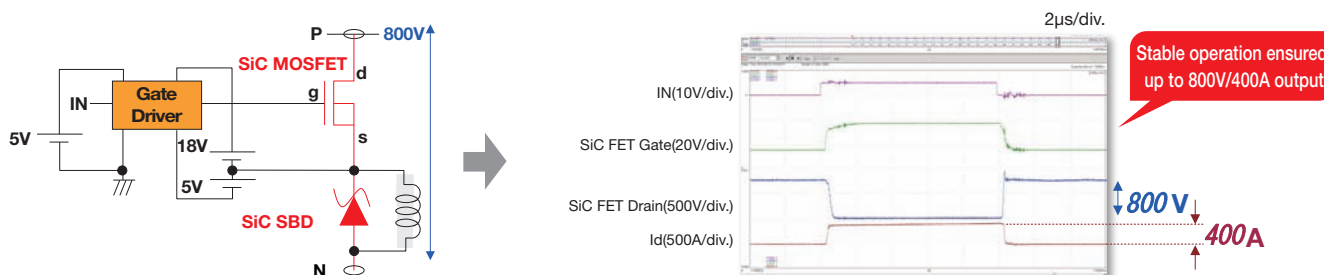 P
800V
SiC MOSFET
d
g
s
IN
Gate
Driver
5V
18V
5V
SiC SBD
N
2µs/div.
IN(10V/div.)
SiC FET Gate(20V/div.)
SiC FET Drain(500V/div.)
Id(500A/div.)
Stable operation ensured
up to 800V/400A output
800 V
400A